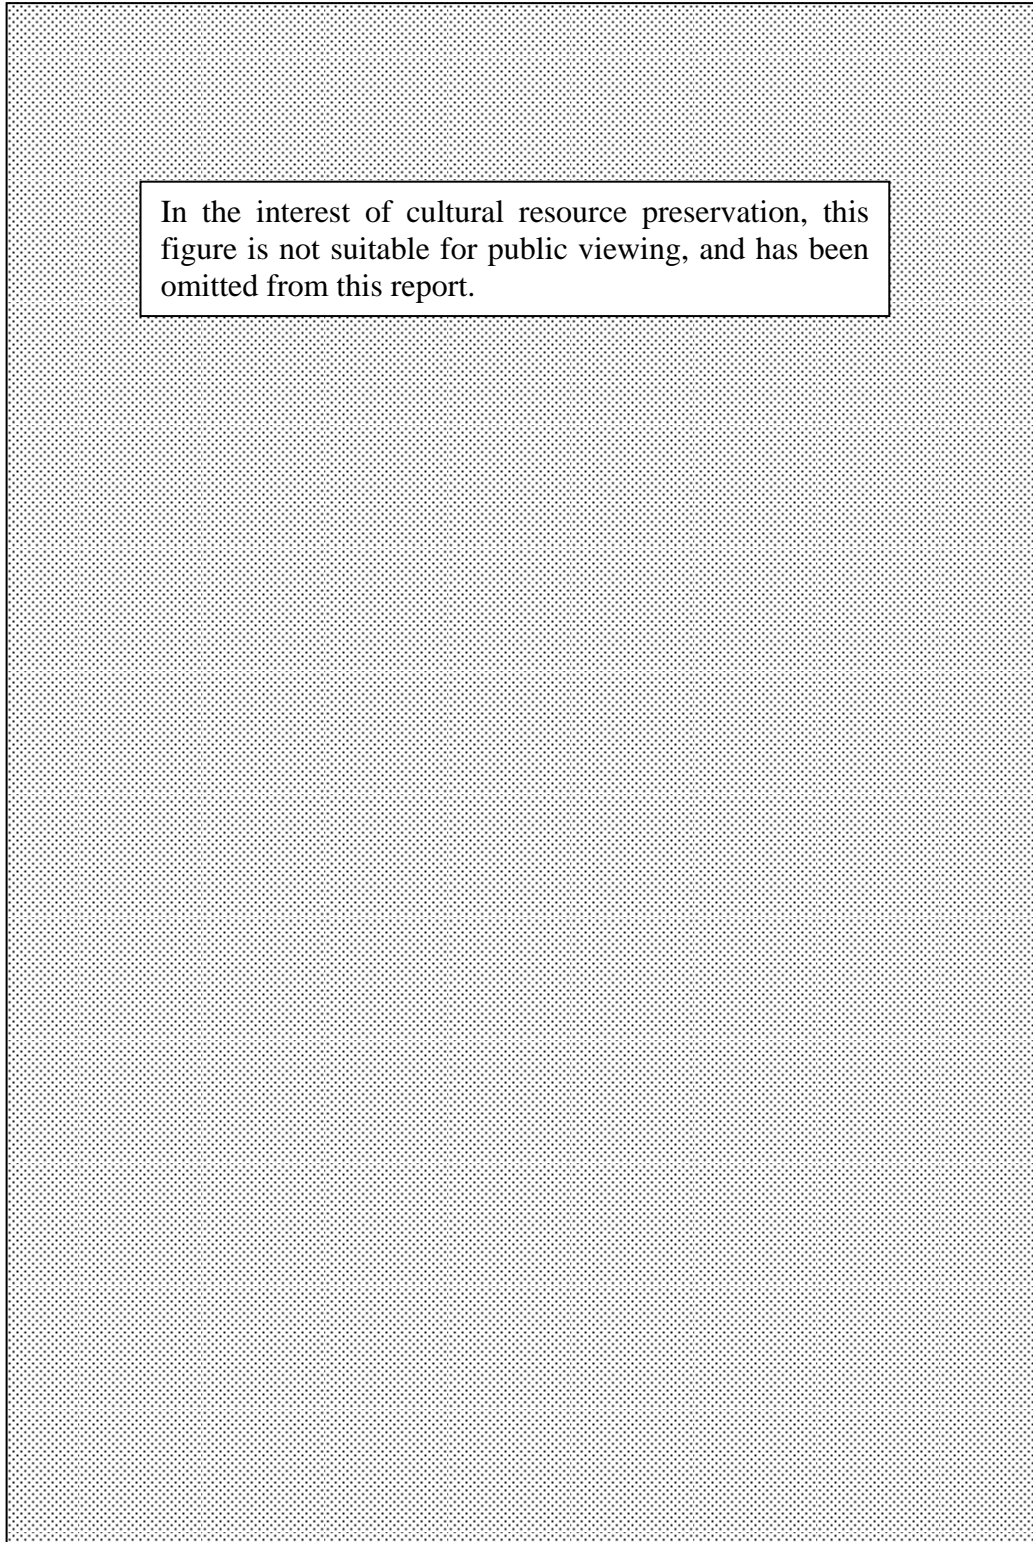 In the interest of cultural resource preservation, this
figure is not suitable for public viewing, and has been
omitted from this report.